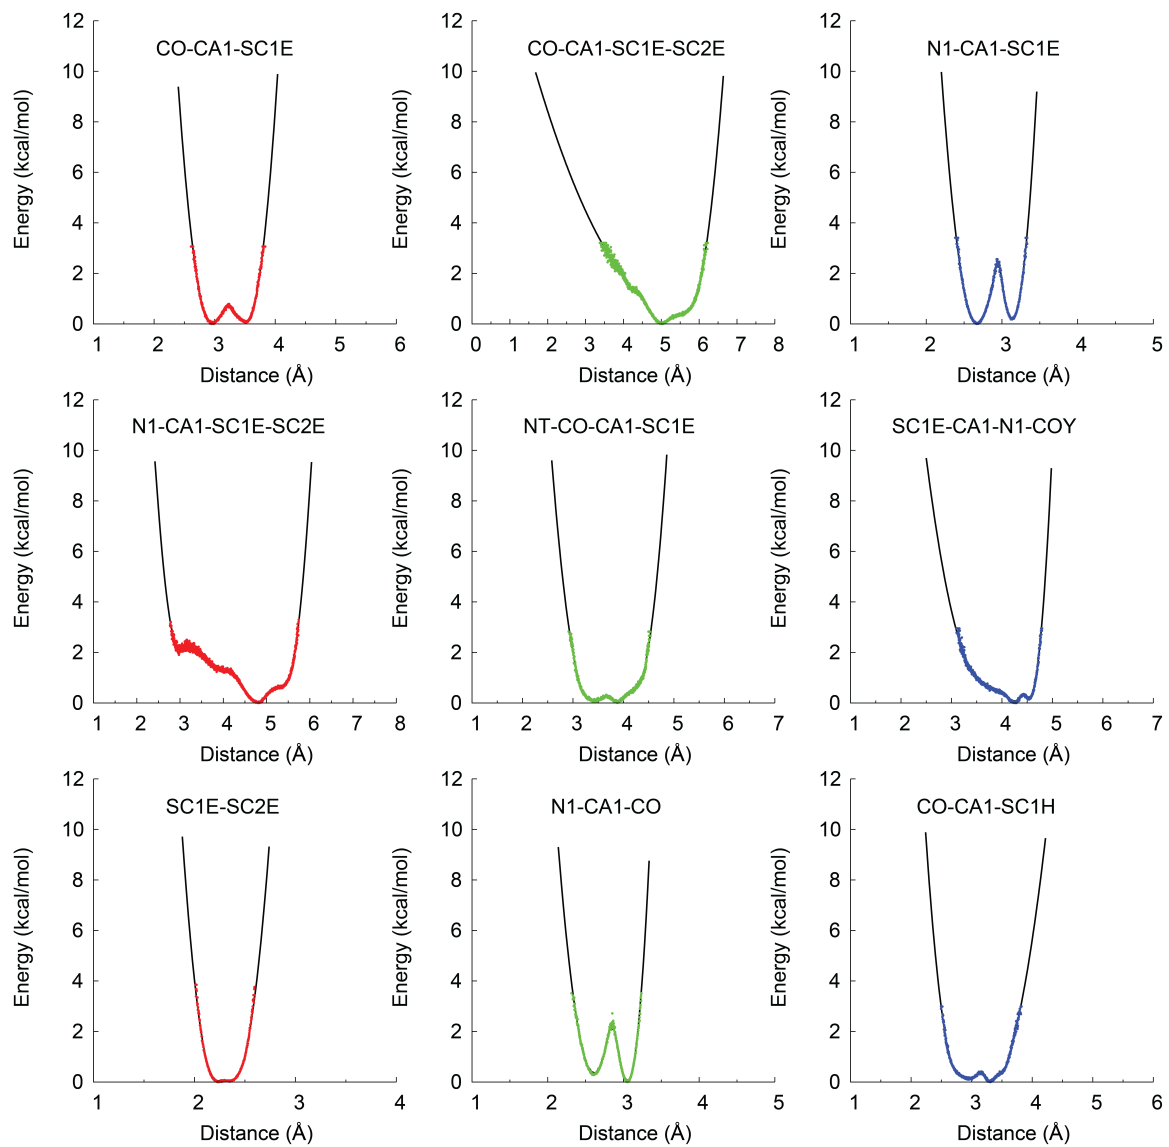 CO-CA1-SC1E
Energy (kcal/mol)
0 2 4 6 8 10 12
1 2 3 4 5 6
Distance (Å)
CO-CA1-SC1E-SC2E
Energy (kcal/mol)
0 2 4 6 8 10 12
0 1 2 3 4 5 6 7 8
Distance (Å)
N1-CA1-SC1E
Energy (kcal/mol)
0 2 4 6 8 10 12
1 2 3 4 5
Distance (Å)
N1-CA1-SC1E-SC2E
Energy (kcal/mol)
0 2 4 6 8 10 12
1 2 3 4 5 6 7 8
Distance (Å)
NT-CO-CA1-SC1E
Energy (kcal/mol)
0 2 4 6 8 10 12
1 2 3 4 5 6 7
Distance (Å)
SC1E-CA1-N1-COY
Energy (kcal/mol)
0 2 4 6 8 10 12
1 2 3 4 5 6 7
Distance (Å)
SC1E-SC2E
Energy (kcal/mol)
0 2 4 6 8 10 12
1 2 3 4
Distance (Å)
N1-CA1-CO
Energy (kcal/mol)
0 2 4 6 8 10 12
1 2 3 4 5
Distance (Å)
CO-CA1-SC1H
Energy (kcal/mol)
0 2 4 6 8 10 12
1 2 3 4 5 6
Distance (Å)